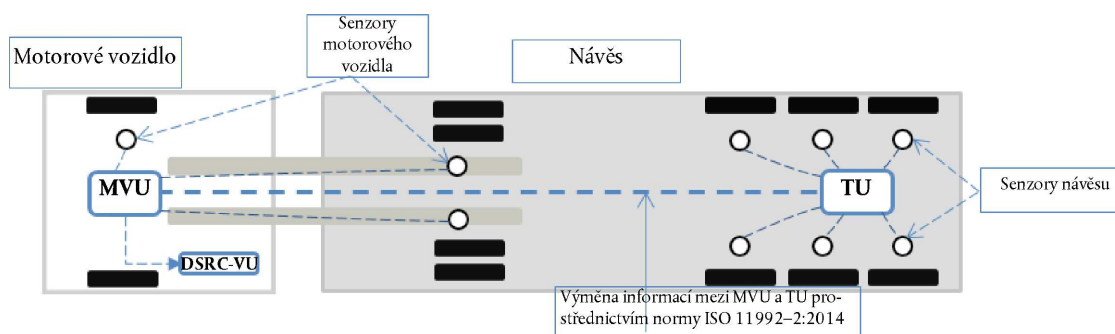 Motorové vozidlo
Senzory
motorového
vozidla
Návěs
MVU
TU
Senzory návěsu
DSRC-VU
Výměna informací mezi MVU a TU pro-
střednictvím normy ISO 11992–2:2014